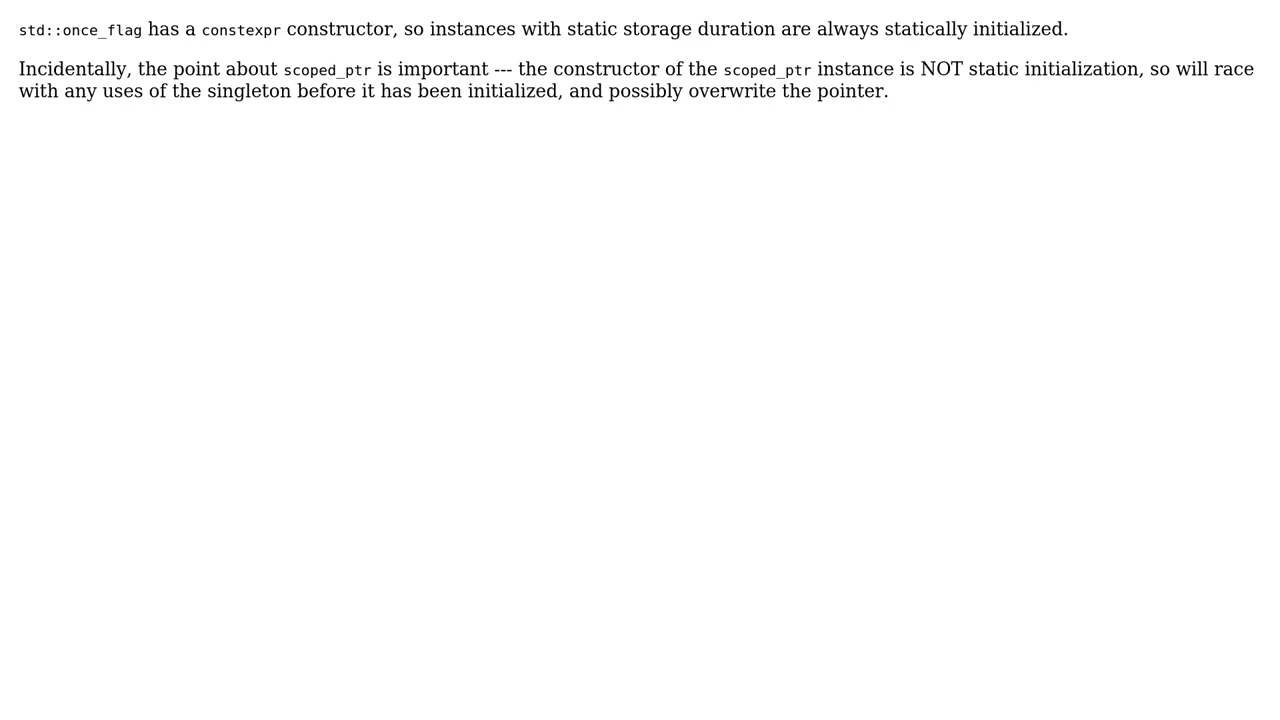 std::once_flag has a constexpr constructor, so instances with static storage duration are always statically initialized.
Incidentally, the point about scoped_ptr is important --- the constructor of the scoped_ptr instance is NOT static initialization, so will race
with any uses of the singleton before it has been initialized, and possibly overwrite the pointer.